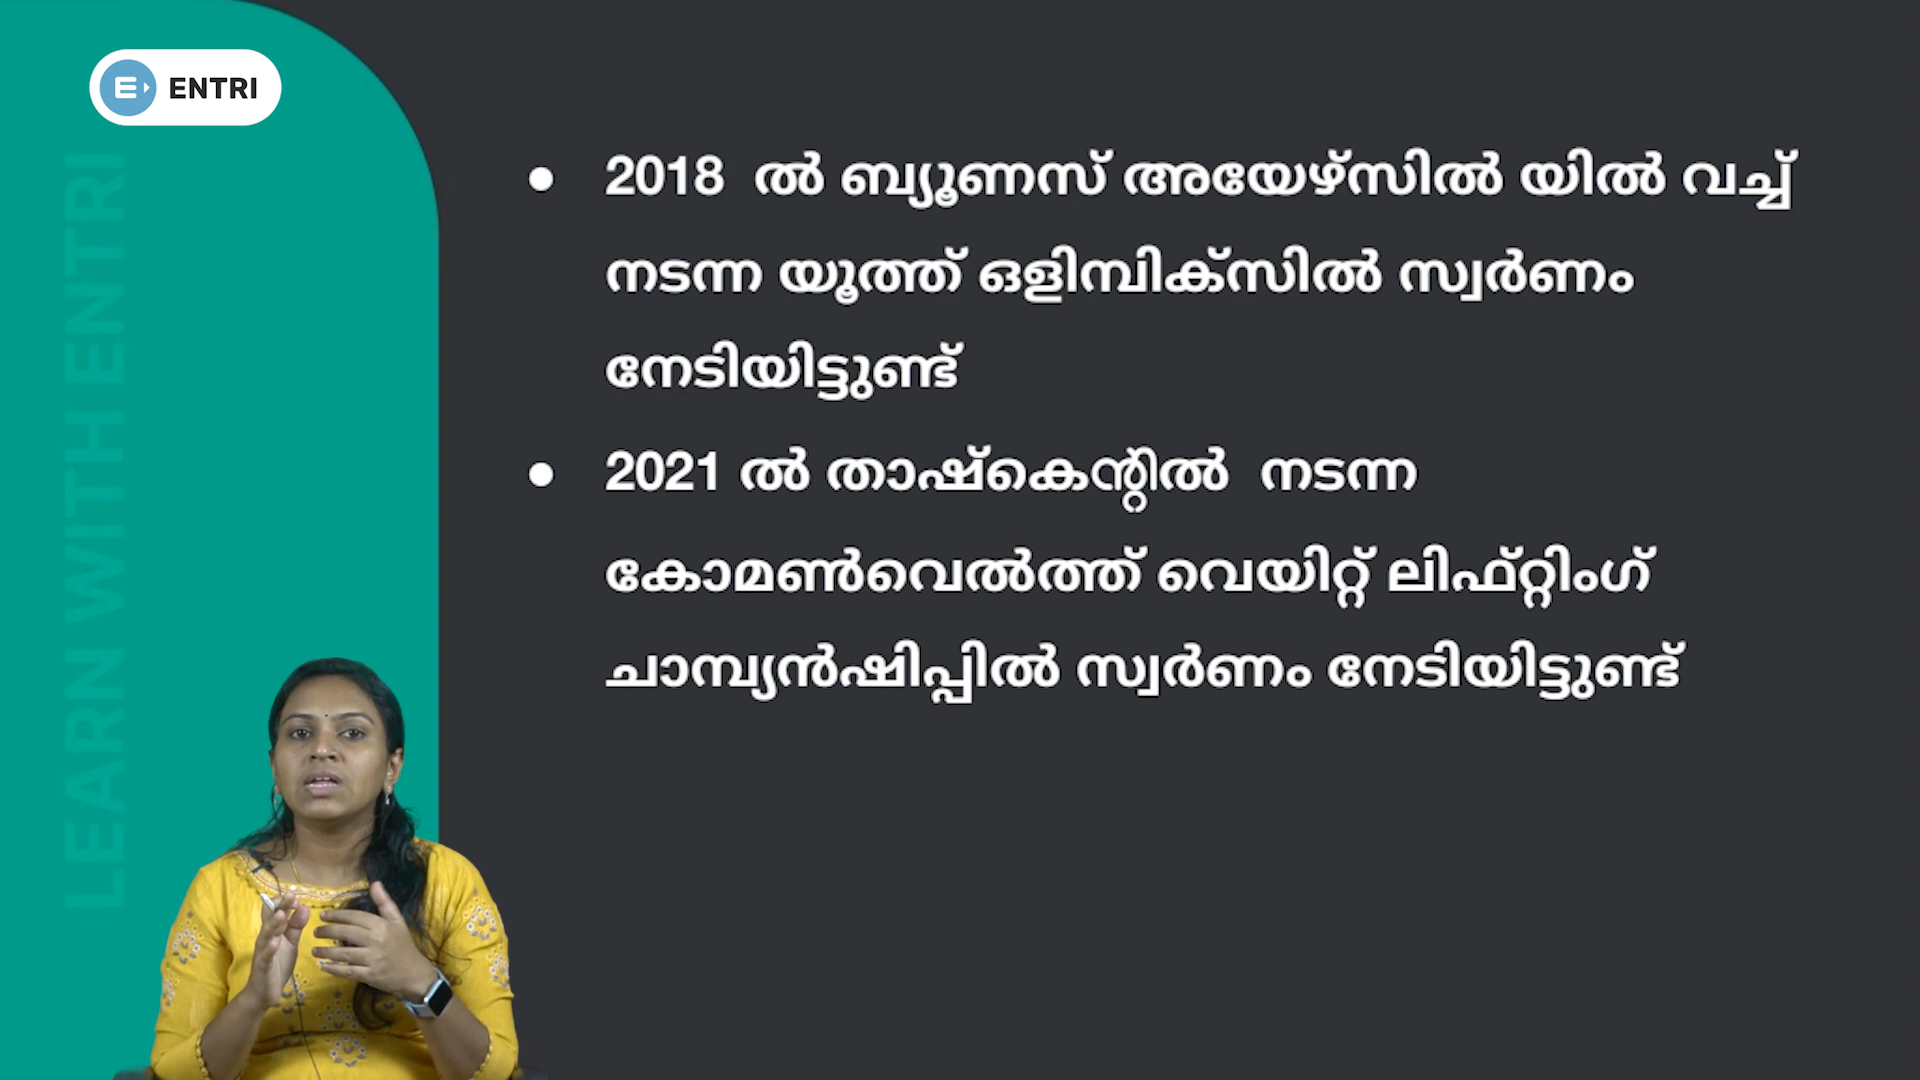 ENTRI
LEARN WITH ENTRI
● 2018 ൽ ബ്യൂണസ് അയേഴ്സിൽ യിൽ വച്ച്
നടന്ന യൂത്ത് ഒളിമ്പിക്സിൽ സ്വർണം
നേടിയിട്ടുണ്ട്
● 2021 ൽ താഷ്കെന്റിൽ നടന്ന
കോമൺവെൽത്ത് വെയിറ്റ് ലിഫ്റ്റിംഗ്
ചാമ്പ്യൻഷിപ്പിൽ സ്വർണം നേടിയിട്ടുണ്ട്